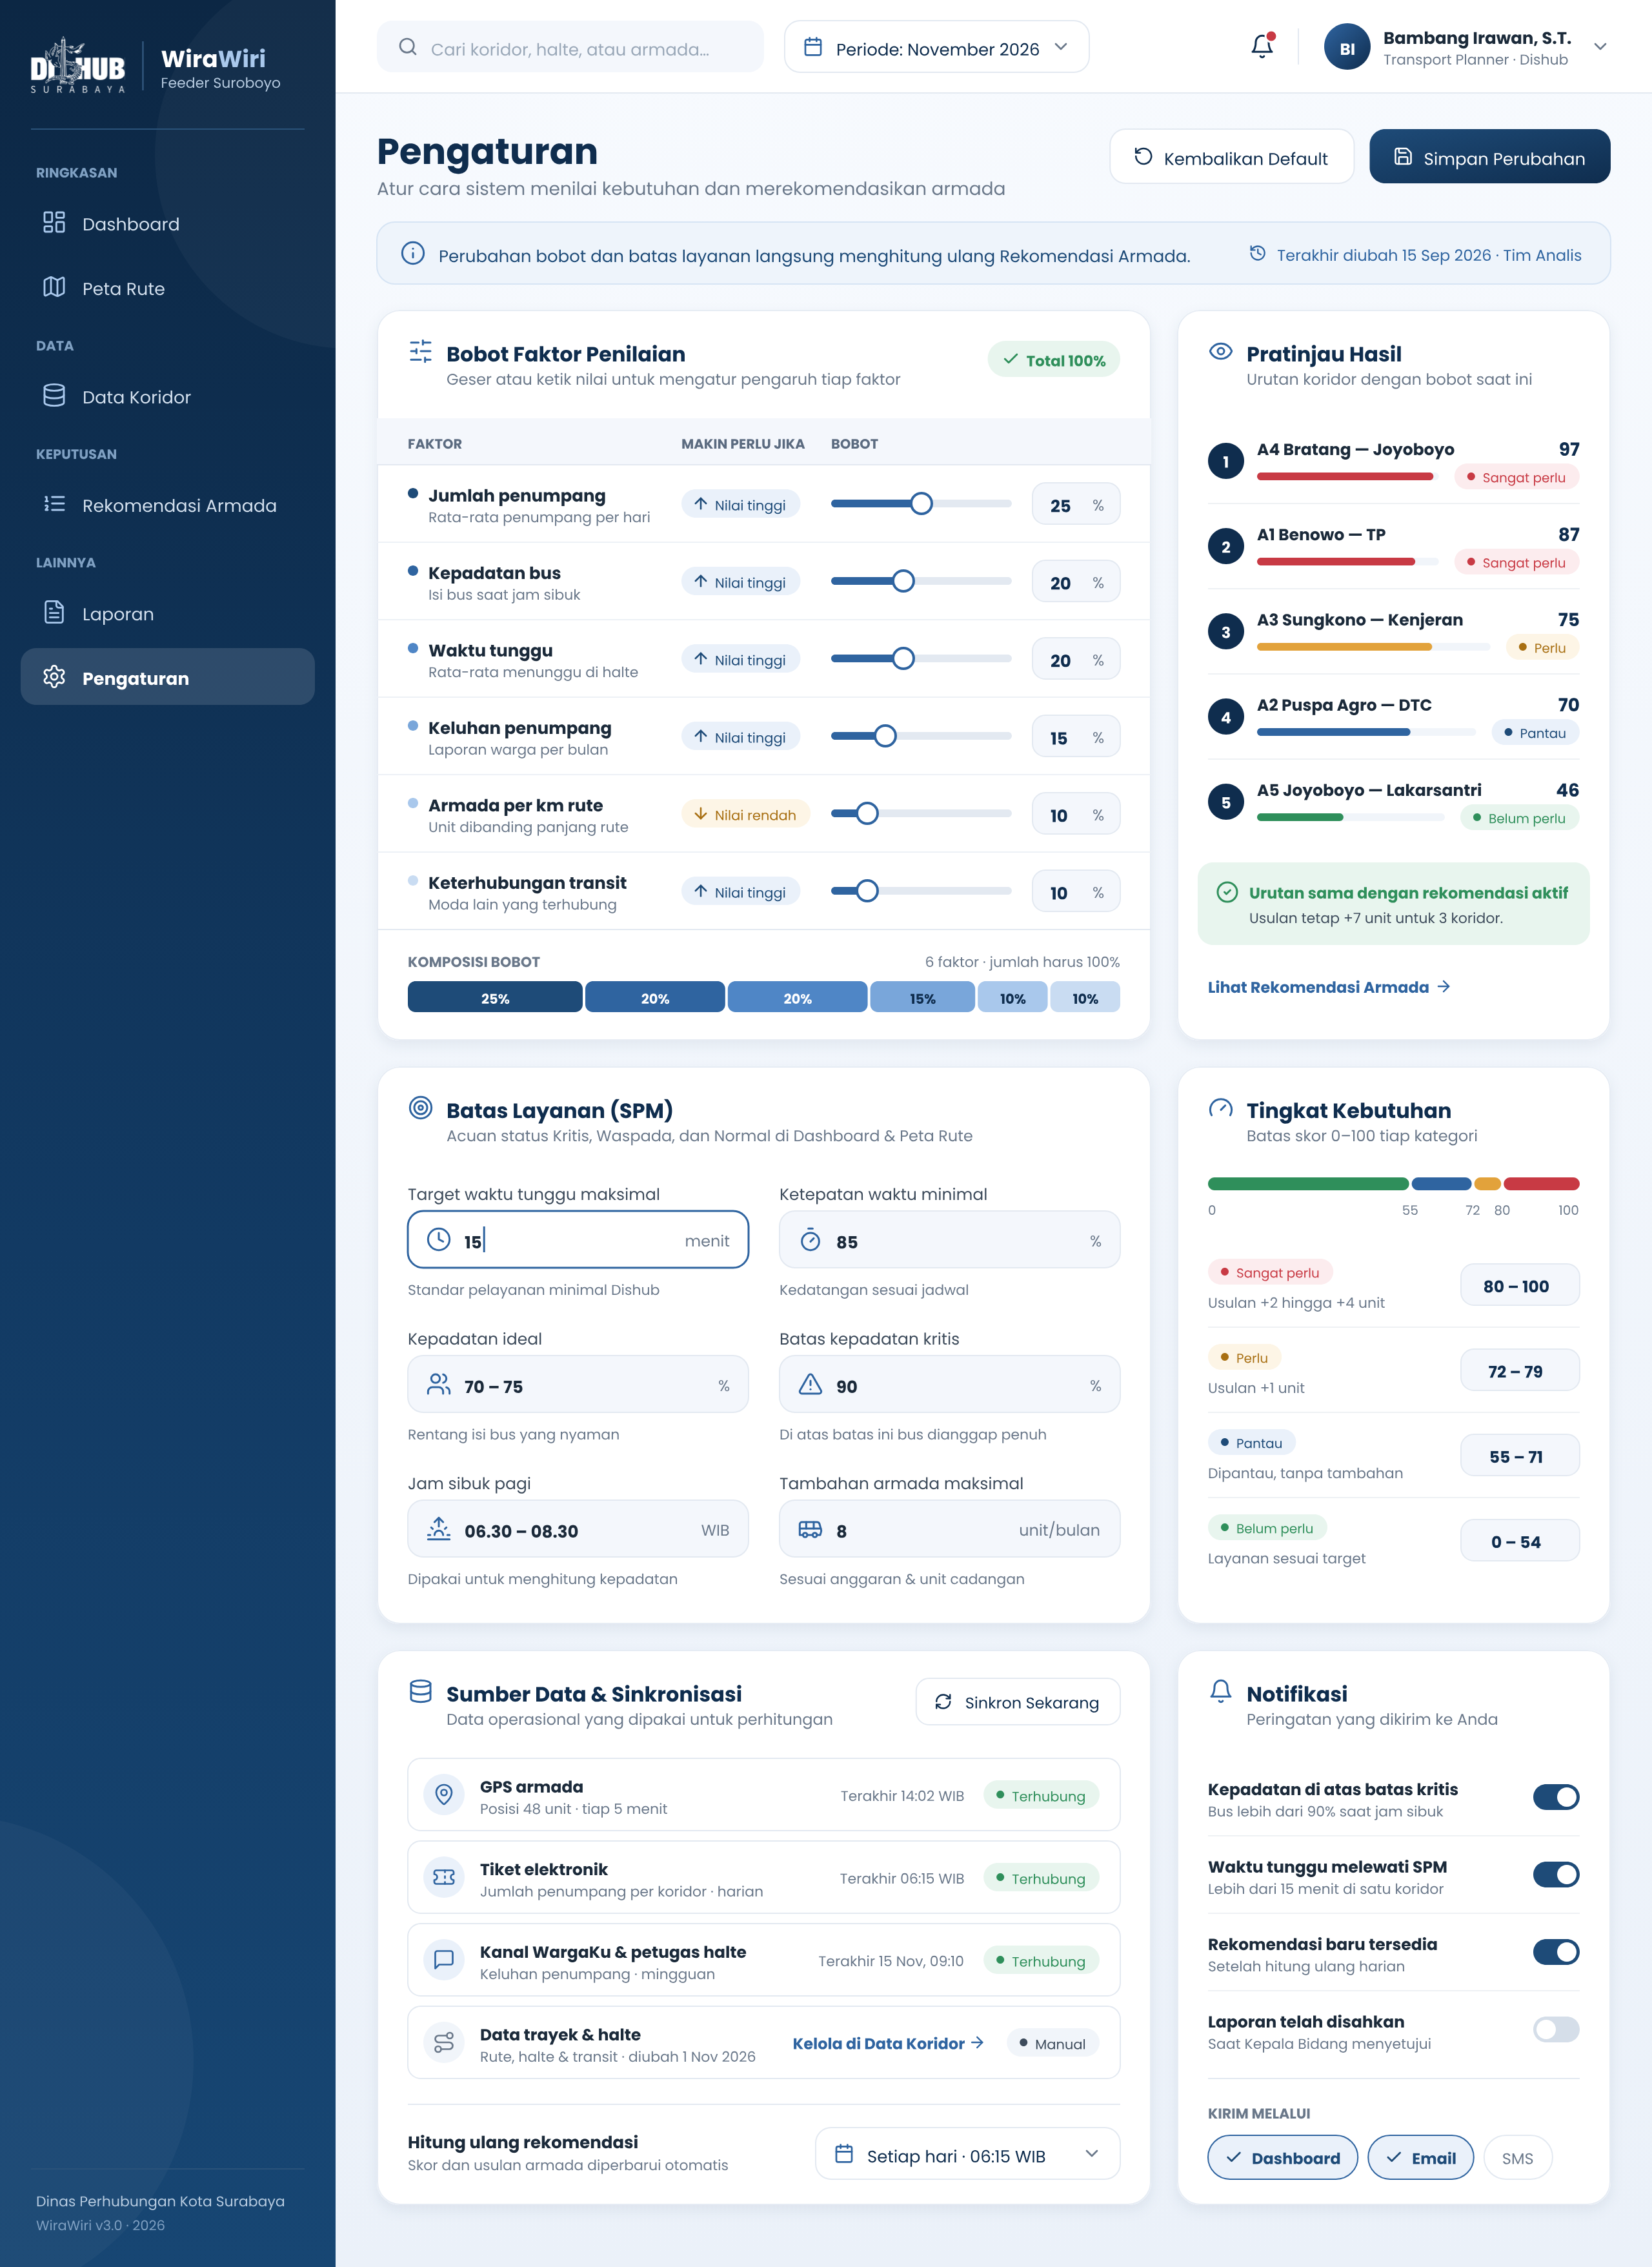 DISHUB
SURABAYA
WiraWiri
Feeder Suroboyo
RINGKASAN
Dashboard
Peta Rute
DATA
Data Koridor
KEPUTUSAN
Rekomendasi Armada
LAINNYA
Laporan
Pengaturan
Dinas Perhubungan Kota Surabaya
WiraWiri v3.0 · 2026
Cari koridor, halte, atau armada...
Periode: November 2026
BI
Bambang Irawan, S.T.
Transport Planner · Dishub
Pengaturan
Atur cara sistem menilai kebutuhan dan merekomendasikan armada
Kembalikan Default
Simpan Perubahan
Perubahan bobot dan batas layanan langsung menghitung ulang Rekomendasi Armada.
Terakhir diubah 15 Sep 2026 · Tim Analis
Bobot Faktor Penilaian
Geser atau ketik nilai untuk mengatur pengaruh tiap faktor
Total 100%
FAKTOR MAKIN PERLU JIKA BOBOT
Jumlah penumpang
Rata-rata penumpang per hari
Nilai tinggi
25 %
Kepadatan bus
Isi bus saat jam sibuk
Nilai tinggi
20 %
Waktu tunggu
Rata-rata menunggu di halte
Nilai tinggi
20 %
Keluhan penumpang
Laporan warga per bulan
Nilai tinggi
15 %
Armada per km rute
Unit dibanding panjang rute
Nilai rendah
10 %
Keterhubungan transit
Moda lain yang terhubung
Nilai tinggi
10 %
KOMPOSISI BOBOT
6 faktor · jumlah harus 100%
25% 20% 20% 15% 10% 10%
Pratinjau Hasil
Urutan koridor dengan bobot saat ini
1
A4 Bratang — Joyoboyo
97
Sangat perlu
2
A1 Benowo — TP
87
Sangat perlu
3
A3 Sungkono — Kenjeran
75
Perlu
4
A2 Puspa Agro — DTC
70
Pantau
5
A5 Joyoboyo — Lakarsantri
46
Belum perlu
Urutan sama dengan rekomendasi aktif
Usulan tetap +7 unit untuk 3 koridor.
Lihat Rekomendasi Armada →
Batas Layanan (SPM)
Acuan status Kritis, Waspada, dan Normal di Dashboard & Peta Rute
Target waktu tunggu maksimal
15 menit
Standar pelayanan minimal Dishub
Ketepatan waktu minimal
85 %
Kedatangan sesuai jadwal
Kepadatan ideal
70 – 75 %
Rentang isi bus yang nyaman
Batas kepadatan kritis
90 %
Di atas batas ini bus dianggap penuh
Jam sibuk pagi
06.30 – 08.30 WIB
Dipakai untuk menghitung kepadatan
Tambahan armada maksimal
8 unit/bulan
Sesuai anggaran & unit cadangan
Tingkat Kebutuhan
Batas skor 0–100 tiap kategori
0 55 72 80 100
Sangat perlu
Usulan +2 hingga +4 unit
80 – 100
Perlu
Usulan +1 unit
72 – 79
Pantau
Dipantau, tanpa tambahan
55 – 71
Belum perlu
Layanan sesuai target
0 – 54
Sumber Data & Sinkronisasi
Data operasional yang dipakai untuk perhitungan
Sinkron Sekarang
GPS armada
Posisi 48 unit · tiap 5 menit
Terakhir 14:02 WIB
Terhubung
Tiket elektronik
Jumlah penumpang per koridor · harian
Terakhir 06:15 WIB
Terhubung
Kanal WargaKu & petugas halte
Keluhan penumpang · mingguan
Terakhir 15 Nov, 09:10
Terhubung
Data trayek & halte
Rute, halte & transit · diubah 1 Nov 2026
Kelola di Data Koridor →
Manual
Hitung ulang rekomendasi
Skor dan usulan armada diperbarui otomatis
Setiap hari · 06:15 WIB
Notifikasi
Peringatan yang dikirim ke Anda
Kepadatan di atas batas kritis
Bus lebih dari 90% saat jam sibuk
Waktu tunggu melewati SPM
Lebih dari 15 menit di satu koridor
Rekomendasi baru tersedia
Setelah hitung ulang harian
Laporan telah disahkan
Saat Kepala Bidang menyetujui
KIRIM MELALUI
Dashboard
Email
SMS